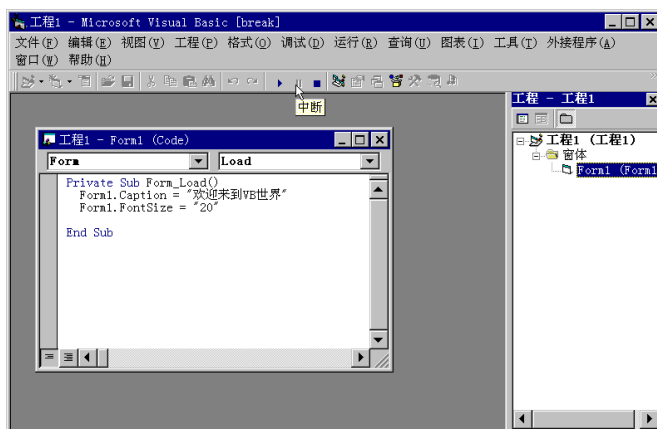 工程1 - Microsoft Visual Basic [break]
文件(F) 编辑(E) 视图(V) 工程(P) 格式(O) 调试(D) 运行(R) 查询(U) 图表(I) 工具(T) 外接程序(A)
窗口(W) 帮助(H)
中断
工程 - 工程1
工程1 (工程1)
窗体
Form1 (Form1
工程1 - Form1 (Code)
Form
Load
Private Sub Form_Load()
Form1.Caption = "欢迎来到VB世界"
Form1.FontSize = "20"
End Sub